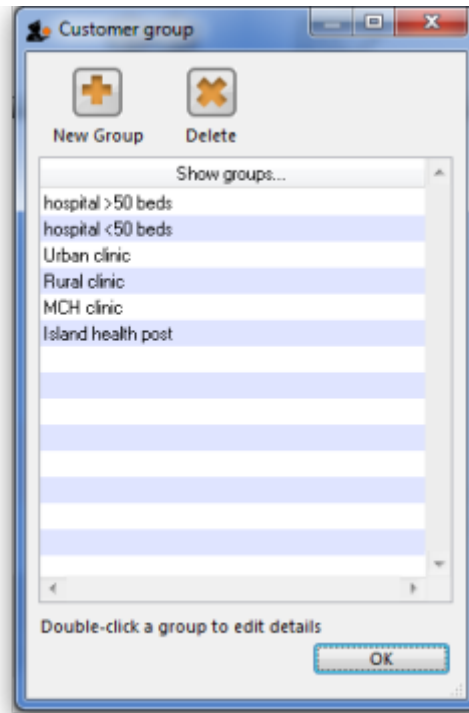 Customer group
New Group Delete
Show groups...
hospital >50 beds
hospital <50 beds
Urban clinic
Rural clinic
MCH clinic
Island health post
Double-click a group to edit details
OK